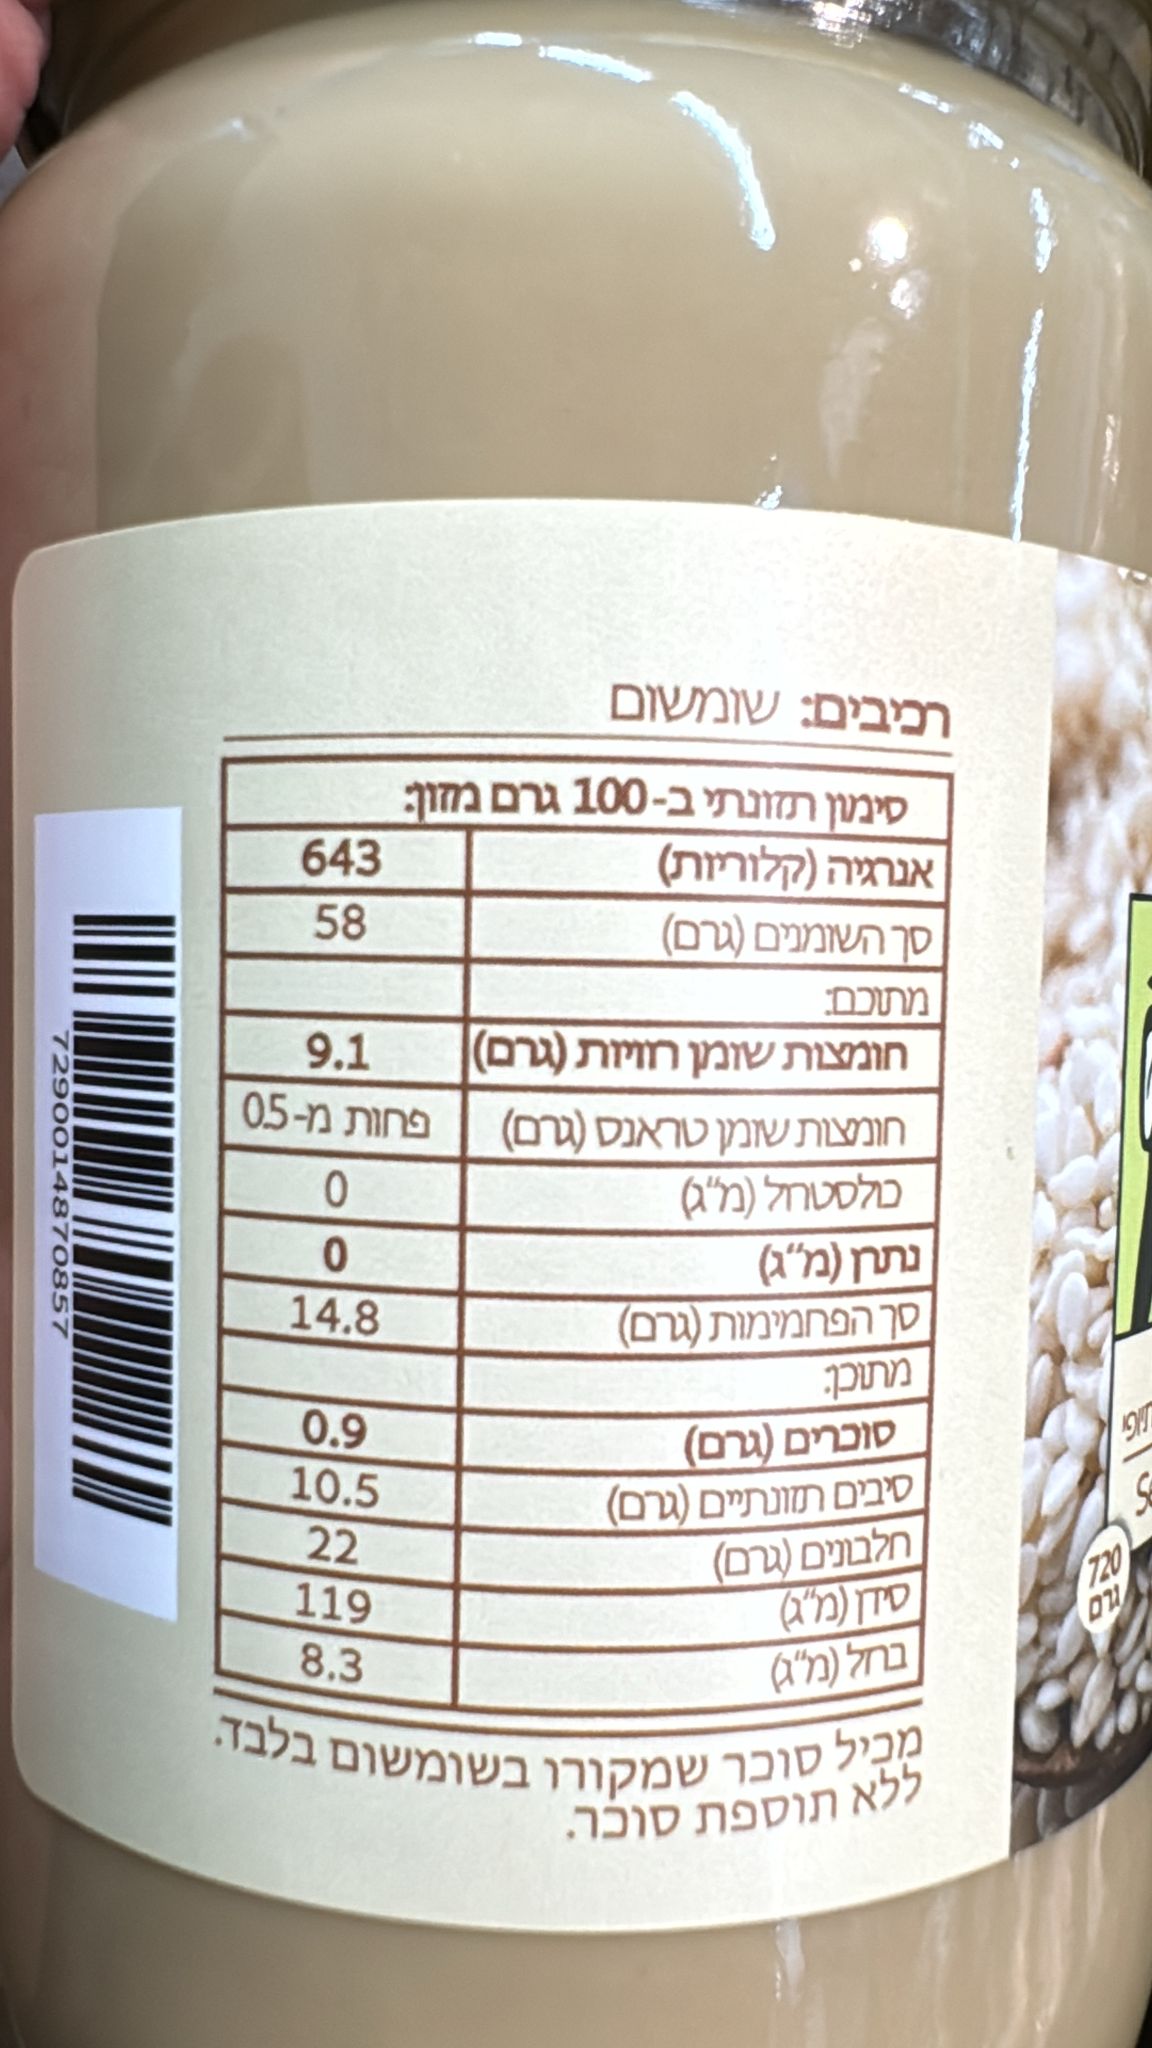 רכיבים: שומשום
סימון תזונתי ב-100 גרם מזון:
אנרגיה (קלוריות) 643
סך השומנים (גרם) 58
מתוכם:
חומצות שומן רוויות (גרם) 9.1
חומצות שומן טראנס (גרם) פחות מ-0.5
כולסטרול (מ"ג) 0
נתרן (מ"ג) 0
סך הפחמימות (גרם) 14.8
מתוכן:
סוכרים (גרם) 0.9
סיבים תזונתיים (גרם) 10.5
חלבונים (גרם) 22
סידן (מ"ג) 119
ברזל (מ"ג) 8.3
מכיל סוכר שמקורו בשומשום בלבד.
ללא תוספת סוכר.
7290014870857
720
גרם